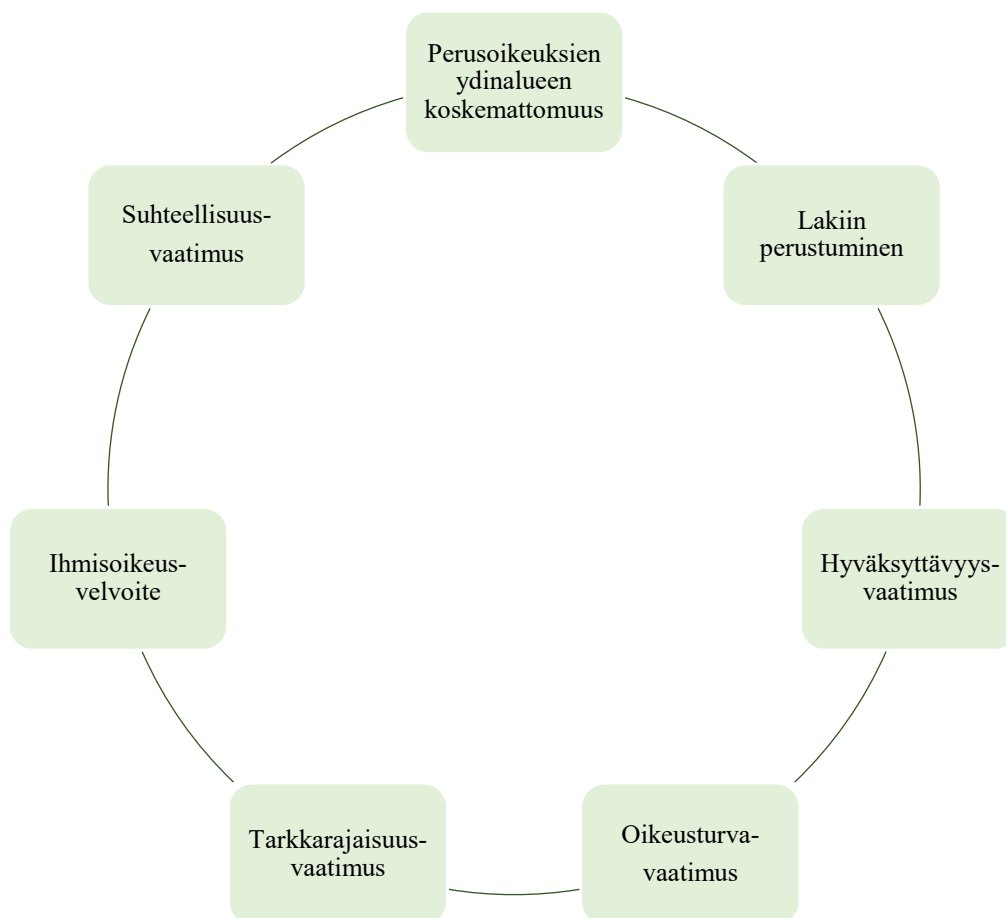 Perusoikeuksien
ydinalueen
koskemattomuus
Lakiin
perustuminen
Hyväksyttävyys-
vaatimus
Oikeusturva-
vaatimus
Tarkkarajaisuus-
vaatimus
Ihmisoikeus-
velvoite
Suhteellisuus-
vaatimus